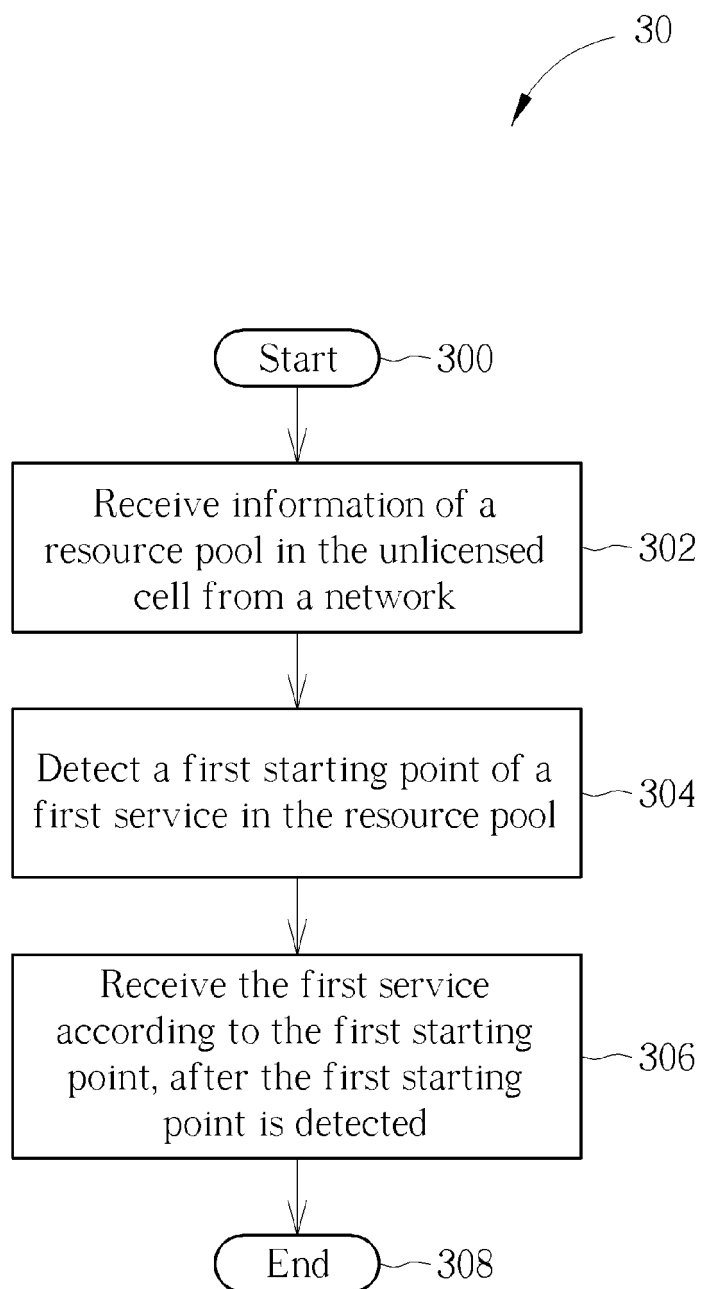 30
Start
300
Receive information of a
resource pool in the unlicensed
cell from a network
302
Detect a first starting point of a
first service in the resource pool
304
Receive the first service
according to the first starting
point, after the first starting
point is detected
306
End
308